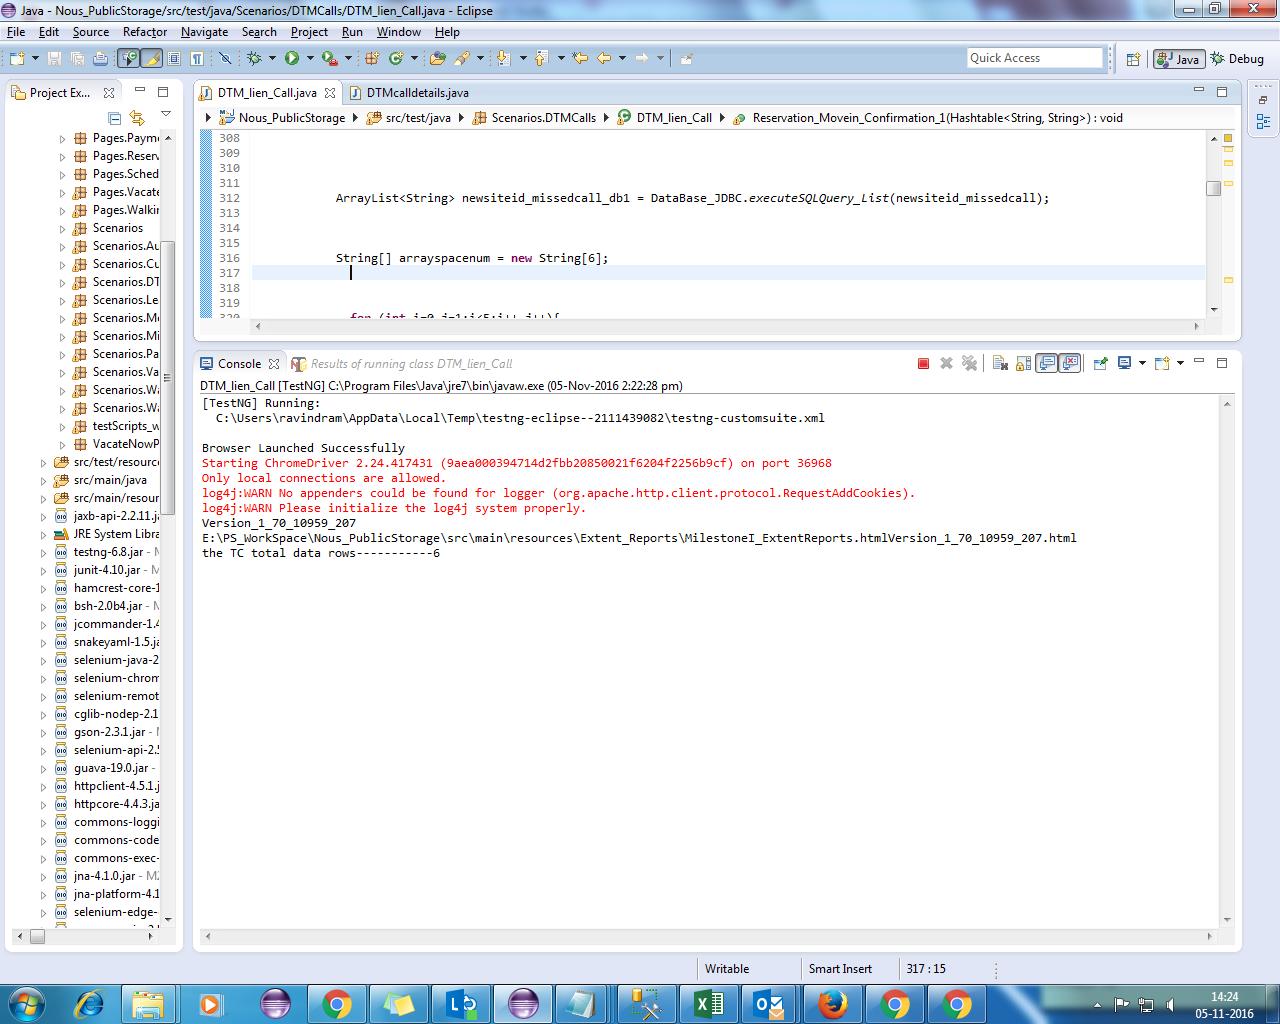 Java - Nous_PublicStorage/src/test/java/Scenarios/DTMCalls/DTM_lien_Call.java - Eclipse
File Edit Source Refactor Navigate Search Project Run Window Help
Quick Access
Java
Debug
Project Ex...
DTM_lien_Call.java
DTMcalldetails.java
Nous_PublicStorage
src/test/java
Scenarios.DTMCalls
DTM_lien_Call
Reservation_Movein_Confirmation_1(Hashtable<String, String>) : void
Pages.Paym
Pages.Reser
Pages.Sched
Pages.Vacate
Pages.Walki
Scenarios
Scenarios.Au
Scenarios.Cu
Scenarios.DT
Scenarios.Le
Scenarios.Mi
Scenarios.Pa
Scenarios.Va
Scenarios.Wa
Scenarios.Wa
testScripts_w
VacateNowP
src/test/resourc
src/main/java
src/main/resour
jaxb-api-2.2.11.j
JRE System Libra
testng-6.8.jar - M
junit-4.10.jar - M
hamcrest-core-1
bsh-2.0b4.jar - M
jcommander-1.4
snakeyaml-1.5.ja
selenium-java-2
selenium-chrom
selenium-remot
cglib-nodep-2.1
gson-2.3.1.jar - M
selenium-api-2.5
guava-19.0.jar -
httpclient-4.5.1.j
httpcore-4.4.3.ja
commons-loggi
commons-code
commons-exec-
jna-4.1.0.jar - M2
jna-platform-4.1
selenium-edge-
308
309
310
311
312 ArrayList<String> newsiteid_missedcall_db1 = DataBase_JDBC.executeSQLQuery_List(newsiteid_missedcall);
313
314
315
316 String[] arrayspacenum = new String[6];
317
318
319
320 for (int i=0,j=1;i<5;i++,j++){
Console
Results of running class DTM_lien_Call
DTM_lien_Call [TestNG] C:\Program Files\Java\jre7\bin\javaw.exe (05-Nov-2016 2:22:28 pm)
[TestNG] Running:
C:\Users\ravindram\AppData\Local\Temp\testng-eclipse--2111439082\testng-customsuite.xml
Browser Launched Successfully
Starting ChromeDriver 2.24.417431 (9aea000394714d2fbb20850021f6204f2256b9cf) on port 36968
Only local connections are allowed.
log4j:WARN No appenders could be found for logger (org.apache.http.client.protocol.RequestAddCookies).
log4j:WARN Please initialize the log4j system properly.
Version_1_70_10959_207
E:\PS_WorkSpace\Nous_PublicStorage\src\main\resources\Extent_Reports\MilestoneI_ExtentReports.htmlVersion_1_70_10959_207.html
the TC total data rows-----------6
Writable
Smart Insert
317 : 15
14:24
05-11-2016